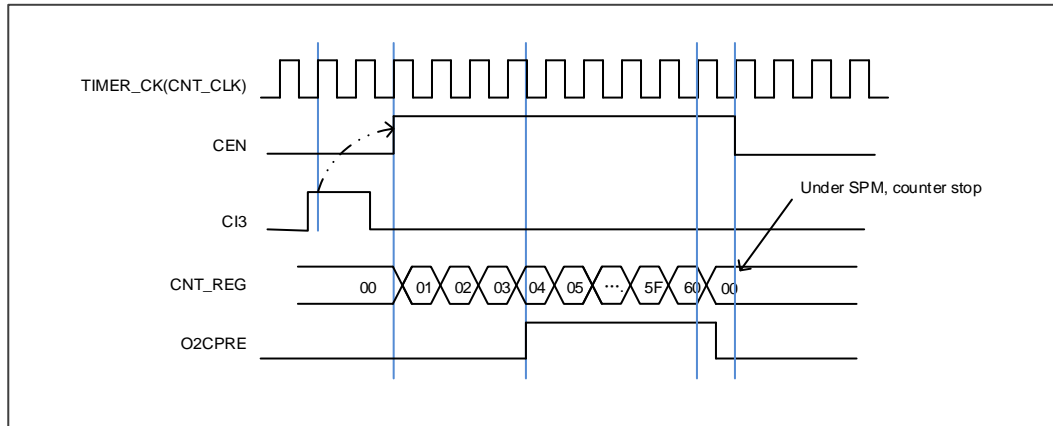 TIMER_CK(CNT_CLK)
CEN
Under SPM, counter stop
CI3
CNT_REG 00 01 02 03 04 05 .... 5F 60 00
O2CPRE